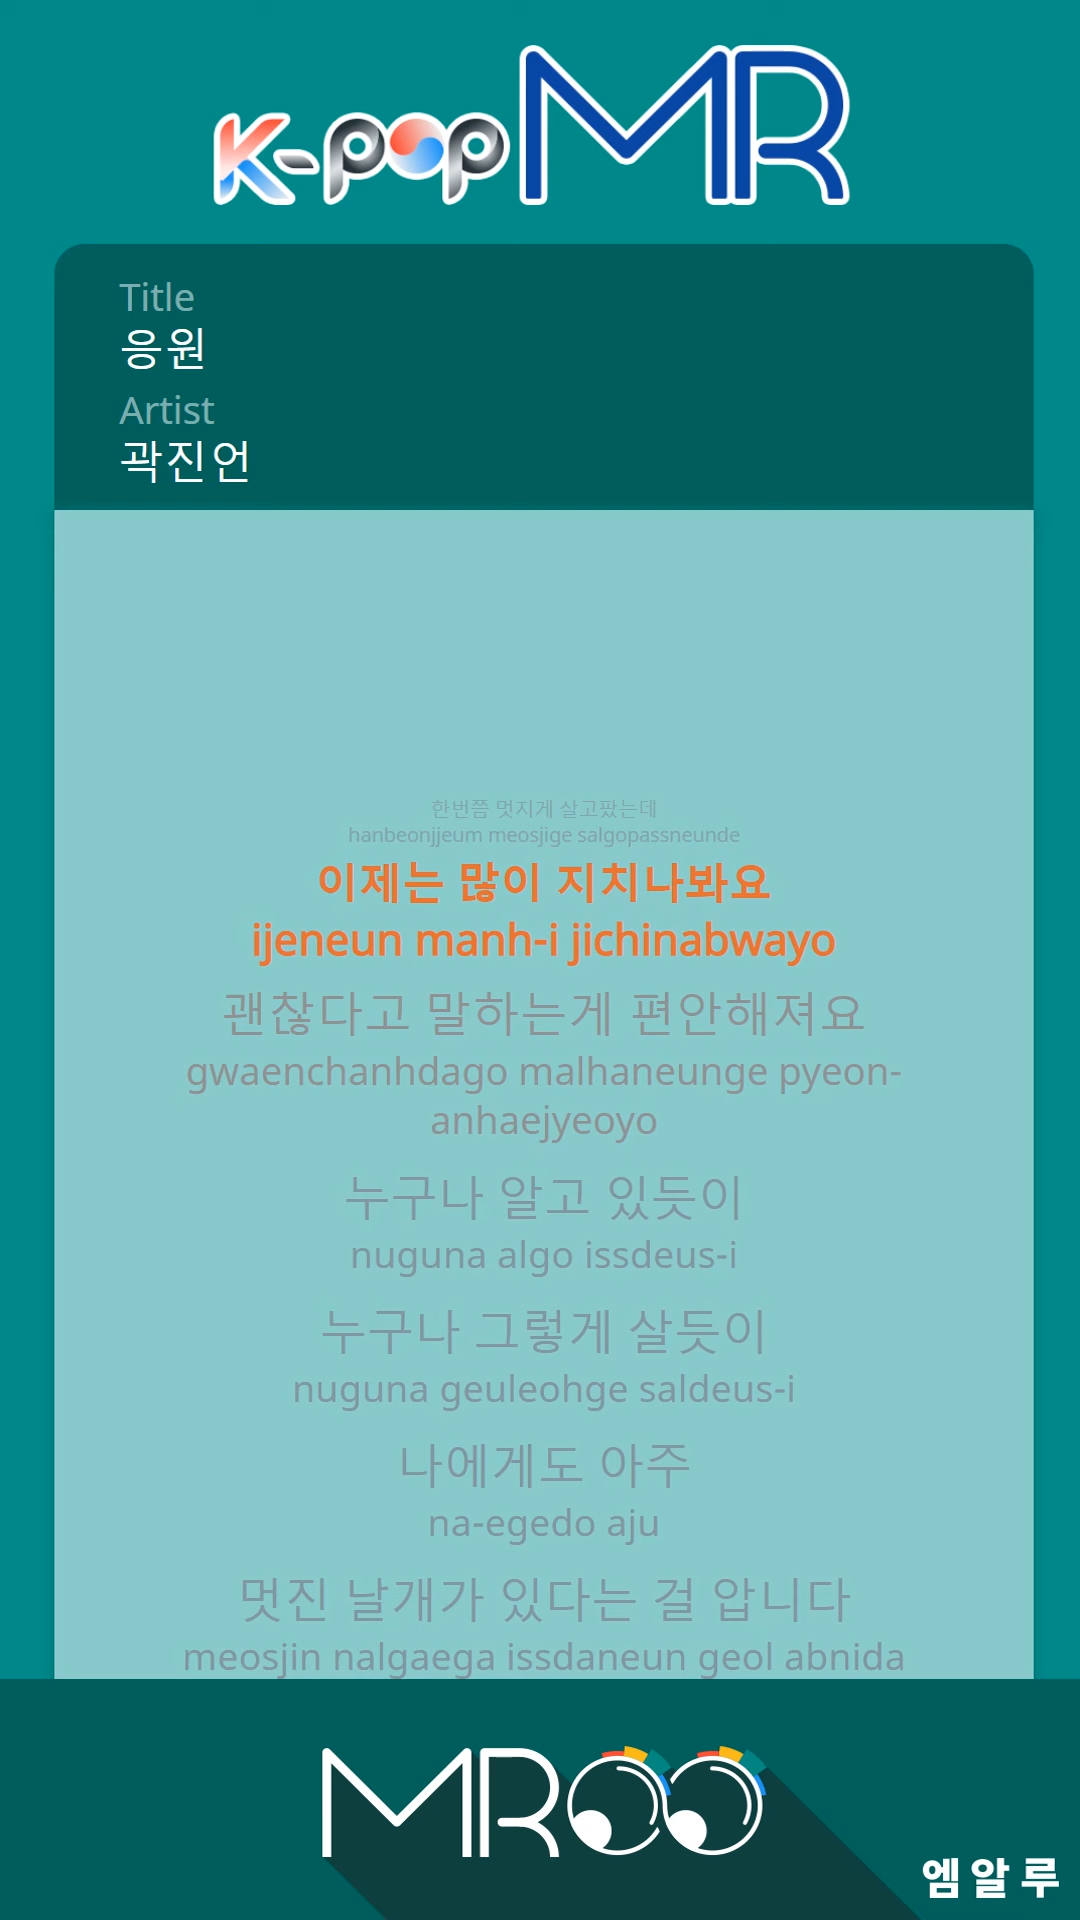 K-pop MR
Title
응원
Artist
곽진언
한번쯤 멋지게 살고팠는데
hanbeonjjeum meosjige salgopassneunde
이제는 많이 지치나봐요
ijeneun manh-i jichinabwayo
괜찮다고 말하는게 편안해져요
gwaenchanhdago malhaneunge pyeon-
anhaejyeoyo
누구나 알고 있듯이
nuguna algo issdeus-i
누구나 그렇게 살듯이
nuguna geuleohge saldeus-i
나에게도 아주
na-egedo aju
멋진 날개가 있다는 걸 압니다
meosjin nalgaega issdaneun geol abnida
MROO
엠알루